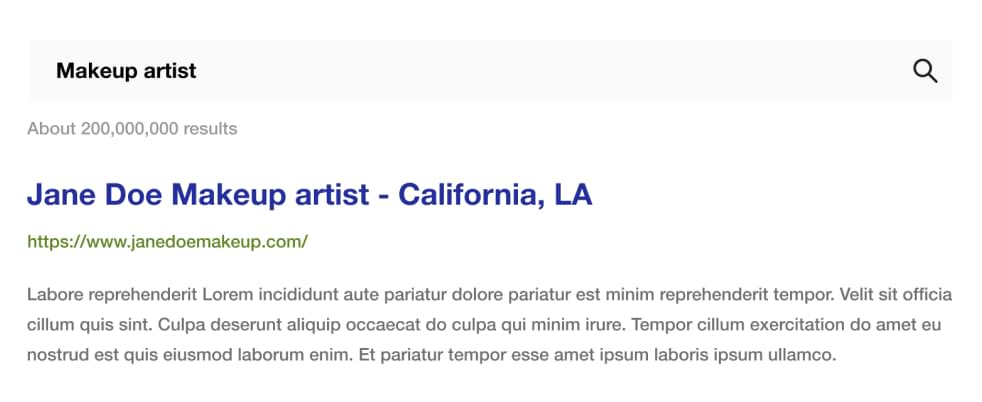 Makeup artist
About 200,000,000 results
Jane Doe Makeup artist - California, LA
https://www.janedoemakeup.com/
Labore reprehenderit Lorem incididunt aute pariatur dolore pariatur est minim reprehenderit tempor. Velit sit officia
cillum quis sint. Culpa deserunt aliquip occaecat do culpa qui minim irure. Tempor cillum exercitation do amet eu
nostrud est quis eiusmod laborum enim. Et pariatur tempor esse amet ipsum laboris ipsum ullamco.